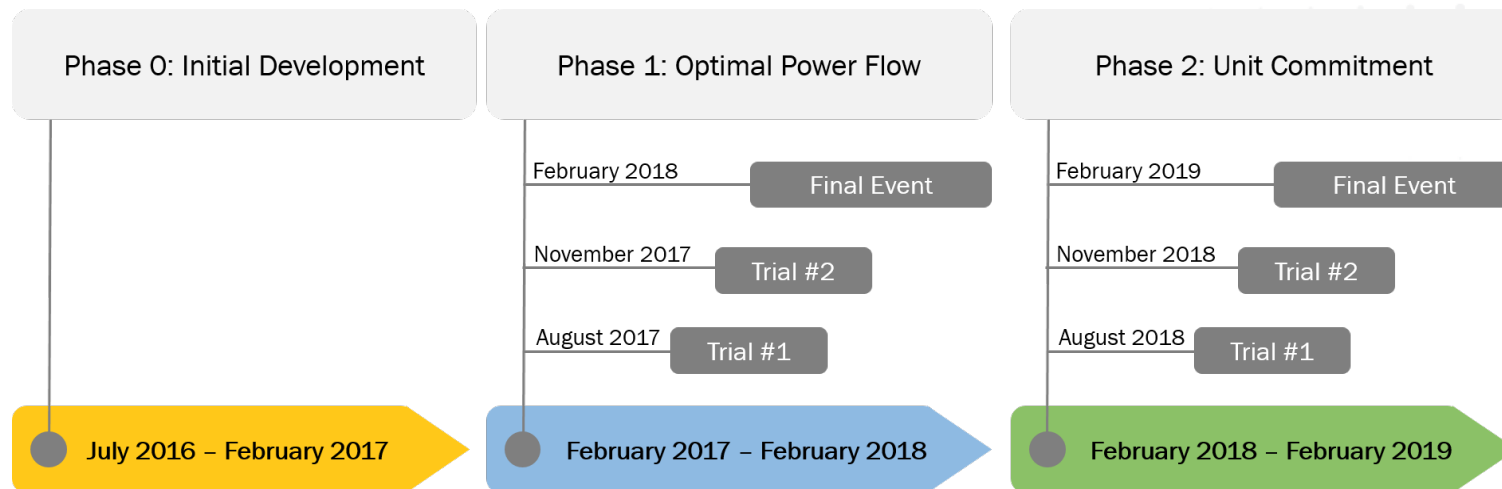 Phase 0: Initial Development
July 2016 – February 2017
Phase 1: Optimal Power Flow
February 2018
Final Event
November 2017
Trial #2
August 2017
Trial #1
February 2017 – February 2018
Phase 2: Unit Commitment
February 2019
Final Event
November 2018
Trial #2
August 2018
Trial #1
February 2018 – February 2019